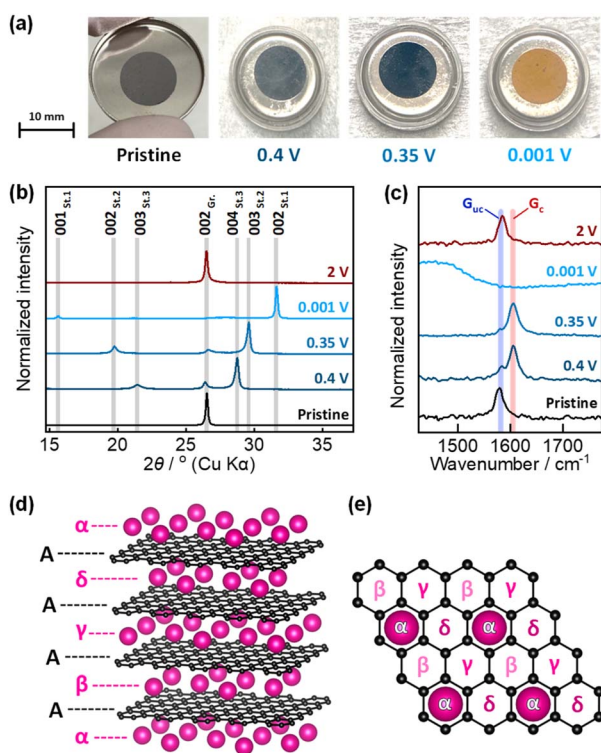 (a)
10 mm
Pristine
0.4 V
0.35 V
0.001 V
(b)
001 St.1
002 St.2
003 St.3
002 Gr.
004 St.3
003 St.2
002 St.1
2 V
0.001 V
0.35 V
0.4 V
Pristine
Normalized intensity
15 20 25 30 35
2θ / ° (Cu Kα)
(c)
Guc
Gc
2 V
0.001 V
0.35 V
0.4 V
Pristine
Normalized intensity
1500 1600 1700
Wavenumber / cm-1
(d)
α
A
δ
A
γ
A
β
A
α
(e)
β γ β γ
α δ α δ
β γ β γ
α δ α δ